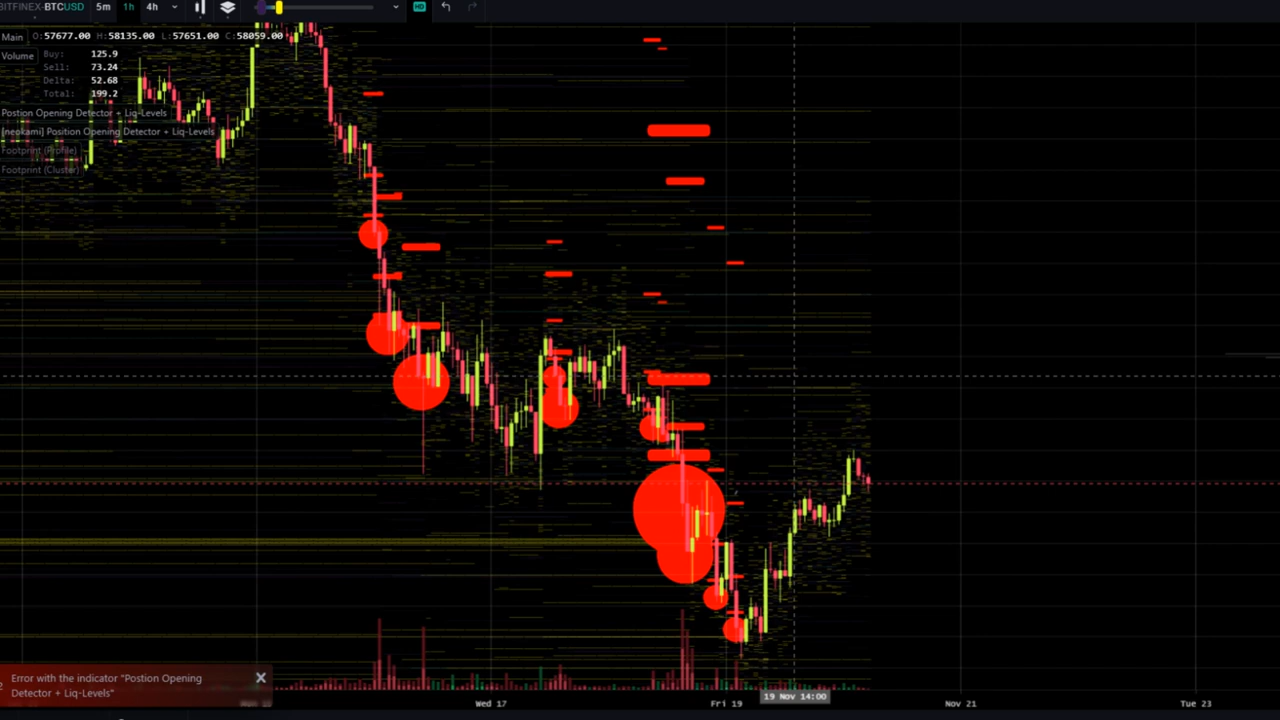 BITFINEX-BTCUSD 5m 1h 4h HD
Main O:57677.00 H:58135.00 L:57651.00 C:58059.00
Volume
Buy: 125.9
Sell: 73.24
Delta: 52.68
Total: 199.2
Postion Opening Detector + Liq-Levels
[neokami] Position Opening Detector + Liq-Levels
Footprint (Profile)
Footprint (Cluster)
Error with the indicator "Postion Opening
Detector + Liq-Levels"
Wed 17 Fri 19 19 Nov 14:00 Nov 21 Tue 23